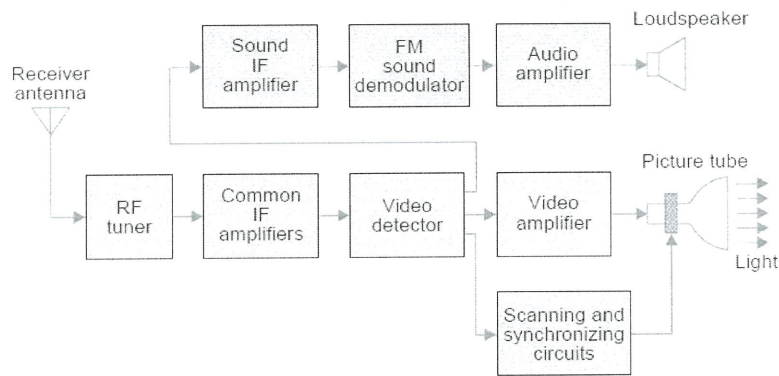 Receiver
antenna
Sound
IF
amplifier
FM
sound
demodulator
Audio
amplifier
Loudspeaker
RF
tuner
Common
IF
amplifiers
Video
detector
Video
amplifier
Picture tube
Light
Scanning and
synchronizing
circuits